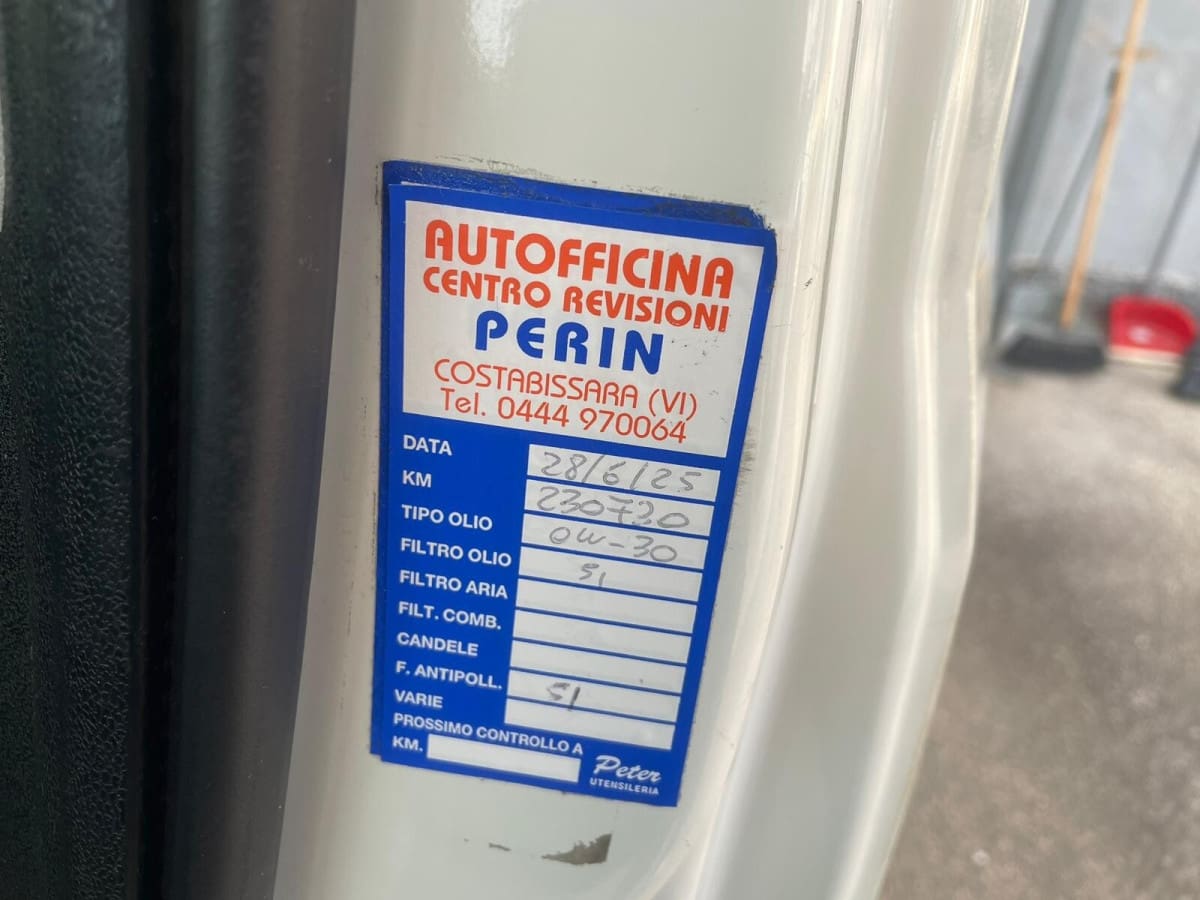 AUTOFFICINA
CENTRO REVISIONI
PERIN
COSTABISSARA (VI)
Tel. 0444 970064
DATA 28/6/25
KM 230730
TIPO OLIO 0W-30
FILTRO OLIO SI
FILTRO ARIA
FILT. COMB.
CANDELE
F. ANTIPOLL. SI
VARIE
PROSSIMO CONTROLLO A
KM.
Peter
UTENSILERIA